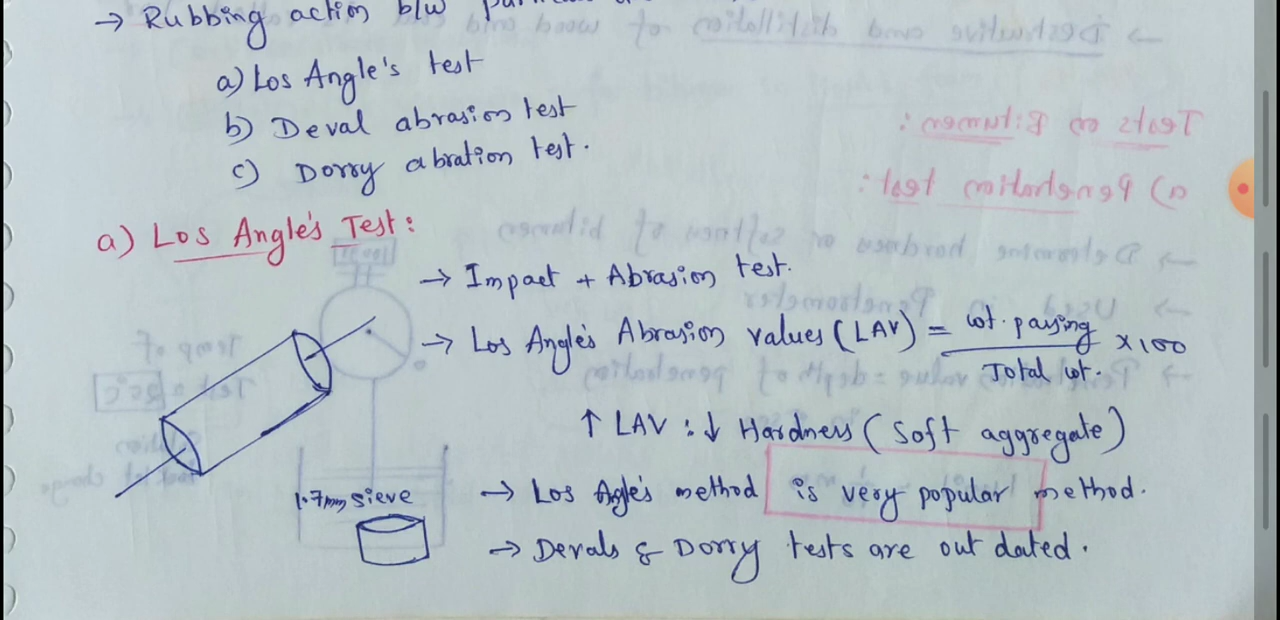 → Rubbing action b/w
a) Los Angle's test
b) Deval abrasion test
c) Dorry abration test.
a) Los Angle's Test:
→ Impact + Abrasion test.
→ Los Angle's Abrasion values (LAV) = wt. passing / Total wt. × 100
↑ LAV : ↓ Hardness (soft aggregate)
1.7mm sieve
→ Los Agle's method is very popular method.
→ Devals & Dorry tests are out dated.